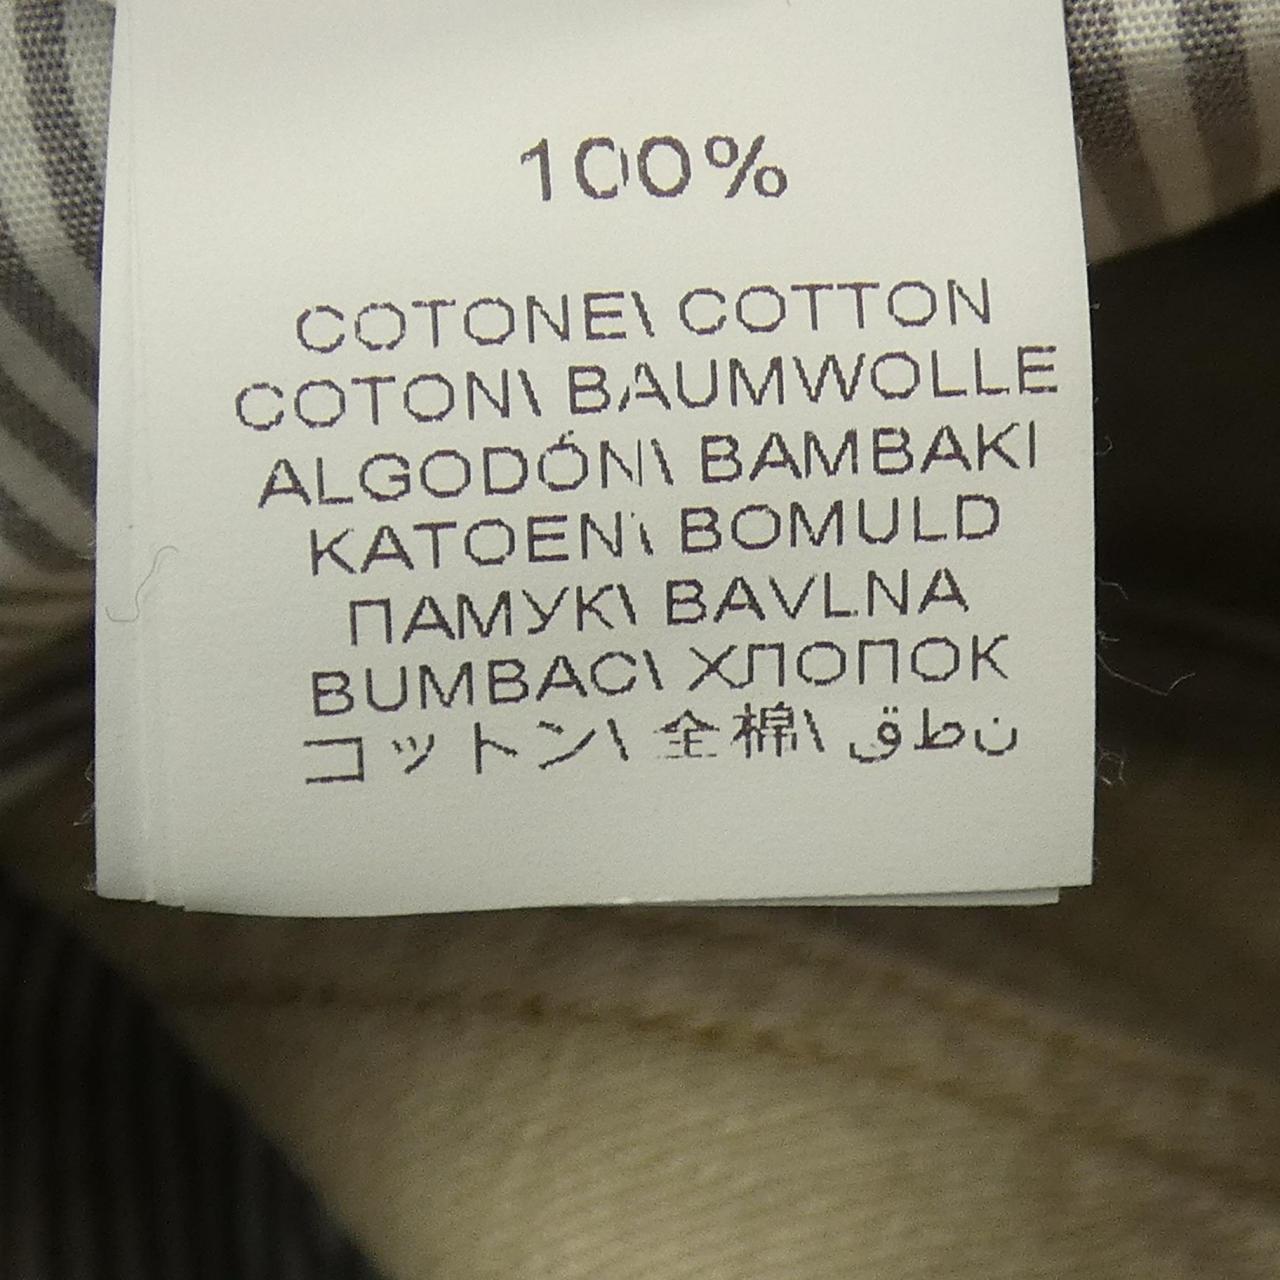 100%
COTONE\ COTTON
COTON\ BAUMWOLLE
ALGODÓN\ BAMBAKI
KATOEN\ BOMULD
ПАМУК\ BAVLNA
BUMBAC\ ХЛОПОК
コットン\ 全棉\ ن ط ق